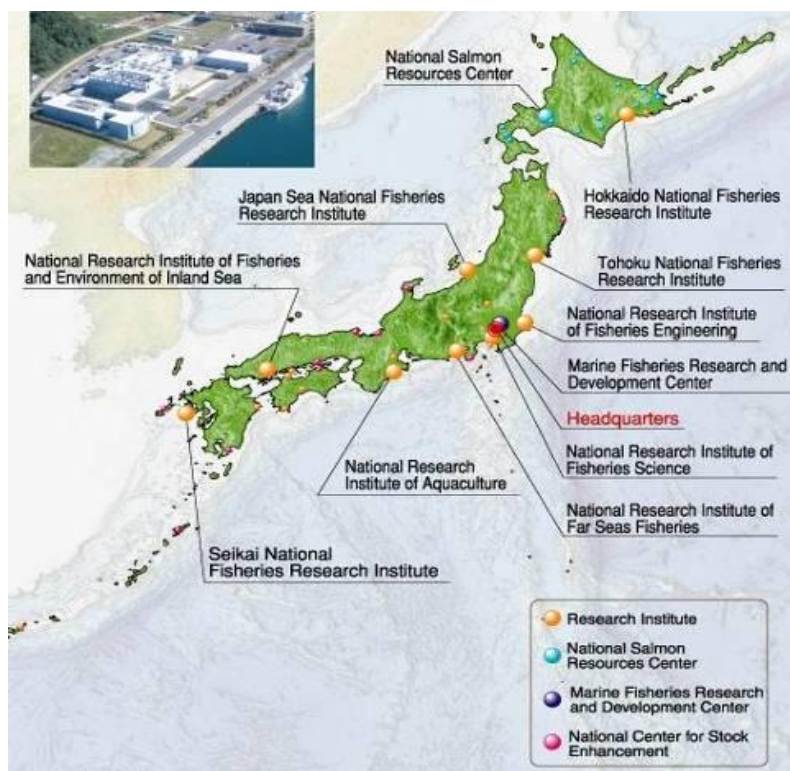 National Salmon
Resources Center
Hokkaido National Fisheries
Research Institute
Japan Sea National Fisheries
Research Institute
National Research Institute of Fisheries
and Environment of Inland Sea
Tohoku National Fisheries
Research Institute
National Research Institute
of Fisheries Engineering
Marine Fisheries Research and
Development Center
Headquarters
National Research Institute of
Fisheries Science
National Research
Institute of Aquaculture
National Research Institute of
Far Seas Fisheries
Seikai National
Fisheries Research Institute
Research Institute
National Salmon
Resources Center
Marine Fisheries Research
and Development Center
National Center for Stock
Enhancement